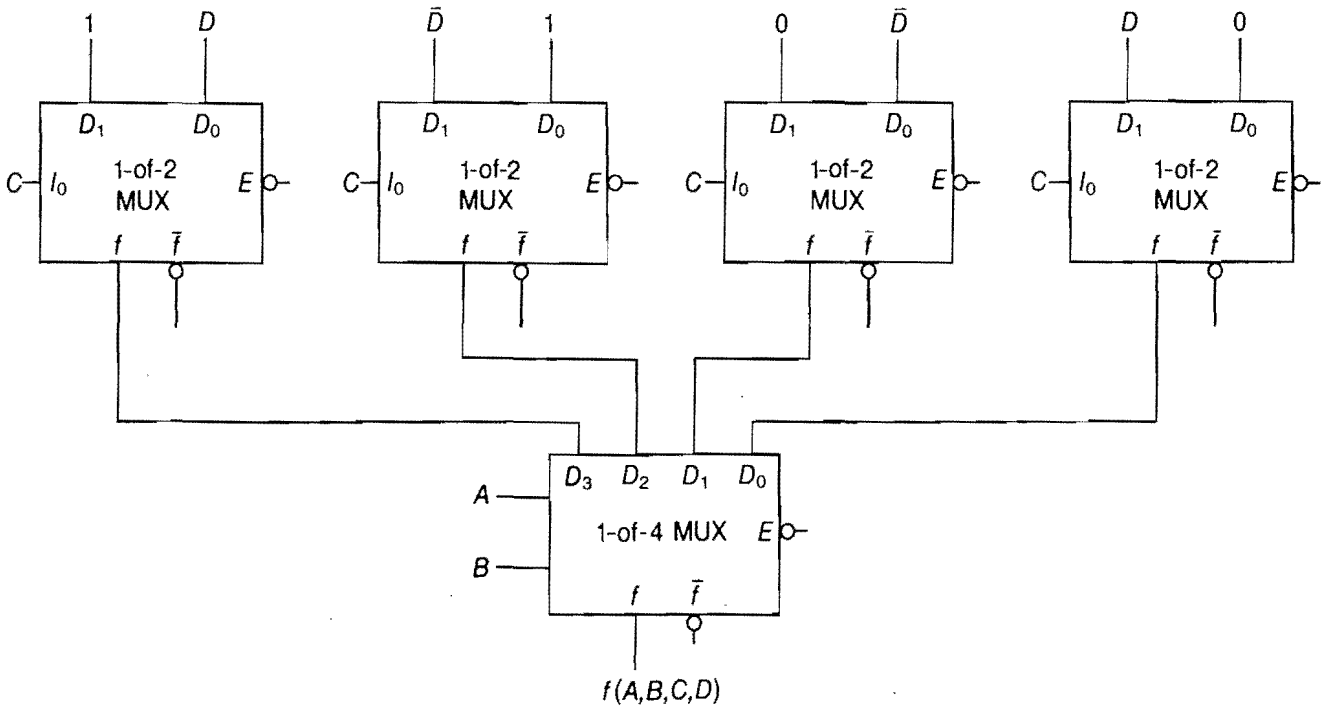 1 D D̄ 1 0 D̄ D 0
D₁ D₀ D₁ D₀ D₁ D₀ D₁ D₀
C I₀ 1-of-2 MUX E C I₀ 1-of-2 MUX E C I₀ 1-of-2 MUX E C I₀ 1-of-2 MUX E
f f̄ f f̄ f f̄ f f̄
D₃ D₂ D₁ D₀
A
1-of-4 MUX E
B
f f̄
f(A,B,C,D)